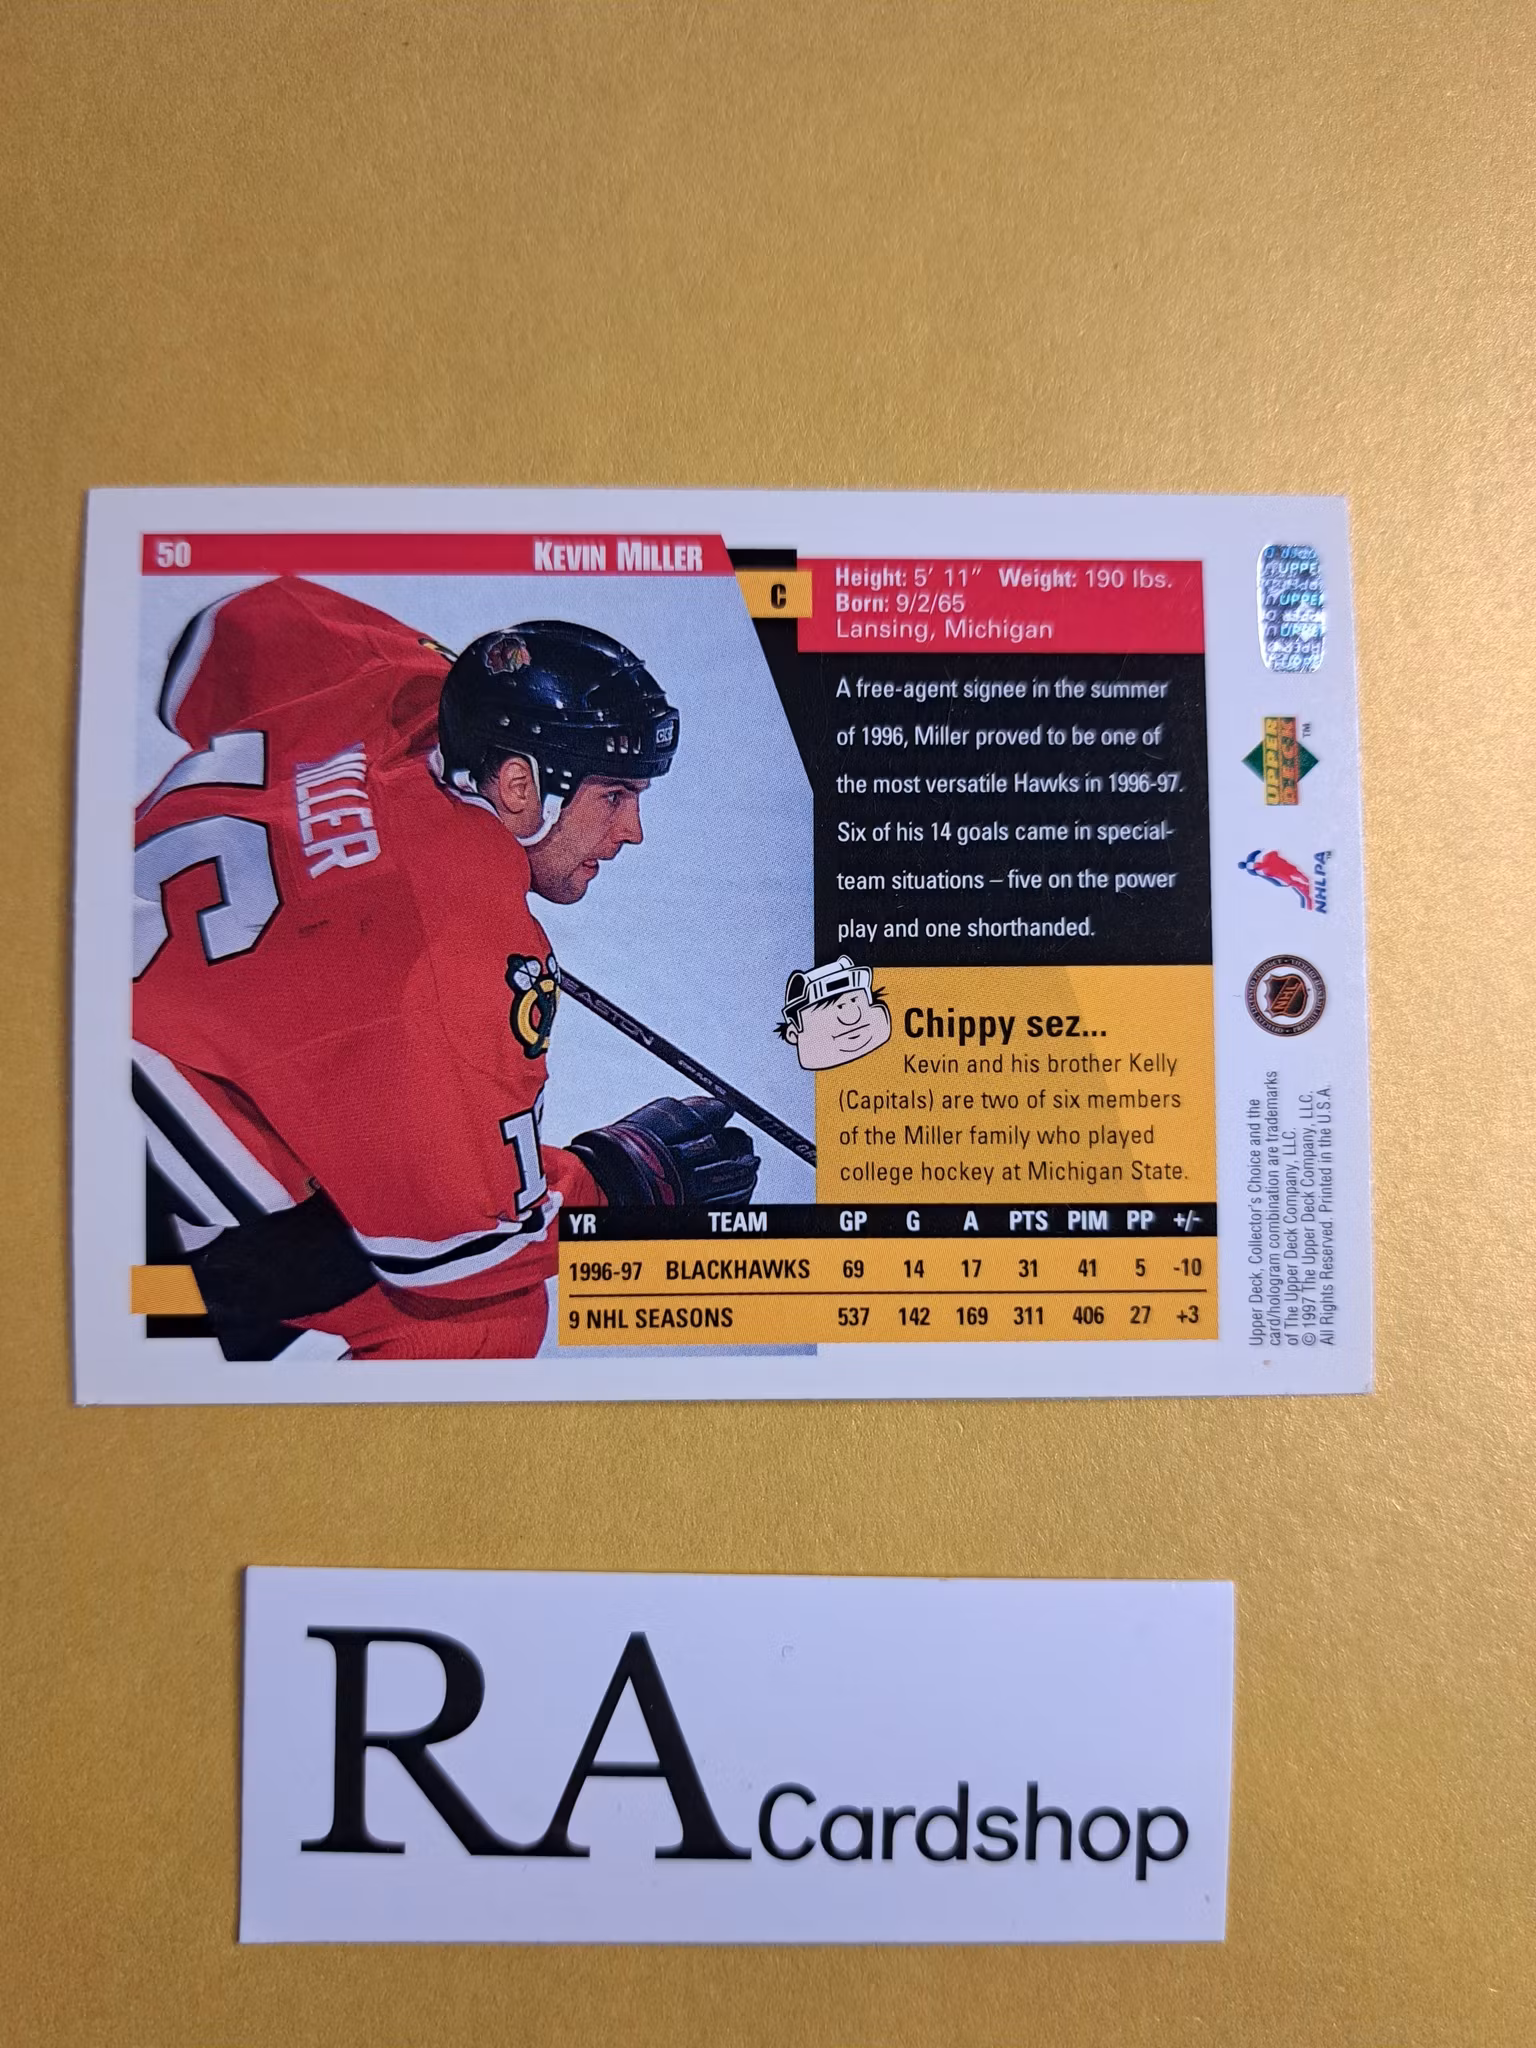 50 KEVIN MILLER
C
Height: 5' 11" Weight: 190 lbs.
Born: 9/2/65
Lansing, Michigan
A free-agent signee in the summer
of 1996, Miller proved to be one of
the most versatile Hawks in 1996-97.
Six of his 14 goals came in special-
team situations – five on the power
play and one shorthanded.
Chippy sez...
Kevin and his brother Kelly
(Capitals) are two of six members
of the Miller family who played
college hockey at Michigan State.
YR TEAM GP G A PTS PIM PP +/-
1996-97 BLACKHAWKS 69 14 17 31 41 5 -10
9 NHL SEASONS 537 142 169 311 406 27 +3
MILLER
EASTON
UPPER
DECK
TM
NHLPA
NHL
Upper Deck, Collector's Choice and the
card/hologram combination are trademarks
of The Upper Deck Company, LLC.
© 1997 The Upper Deck Company, LLC.
All Rights Reserved. Printed in the U.S.A.
RA Cardshop